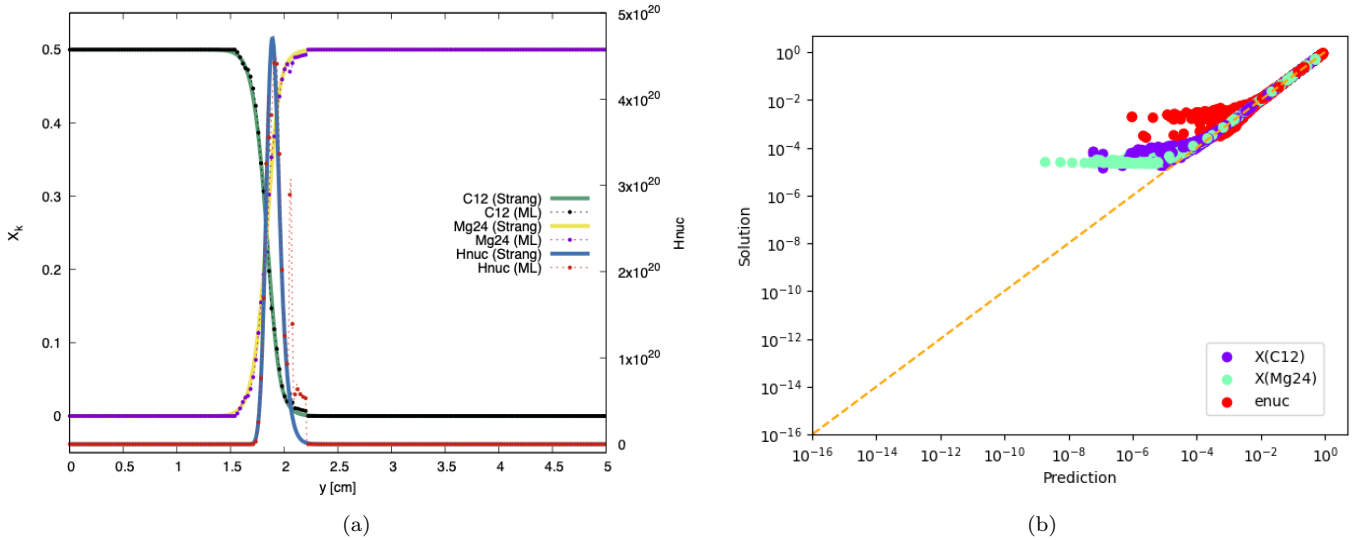 5x10^20
0.5
4x10^20
0.4
3x10^20
0.3
X_k
C12 (Strang)
C12 (ML)
Mg24 (Strang)
Mg24 (ML)
Hnuc (Strang)
Hnuc (ML)
Hnuc
0.2
2x10^20
0.1
1x10^20
0
0
0 0.5 1 1.5 2 2.5 3 3.5 4 4.5 5
y [cm]
(a)
10^0
10^-2
10^-4
10^-6
10^-8
10^-10
10^-12
10^-14
10^-16
Solution
X(C12)
X(Mg24)
enuc
10^-16 10^-14 10^-12 10^-10 10^-8 10^-6 10^-4 10^-2 10^0
Prediction
(b)